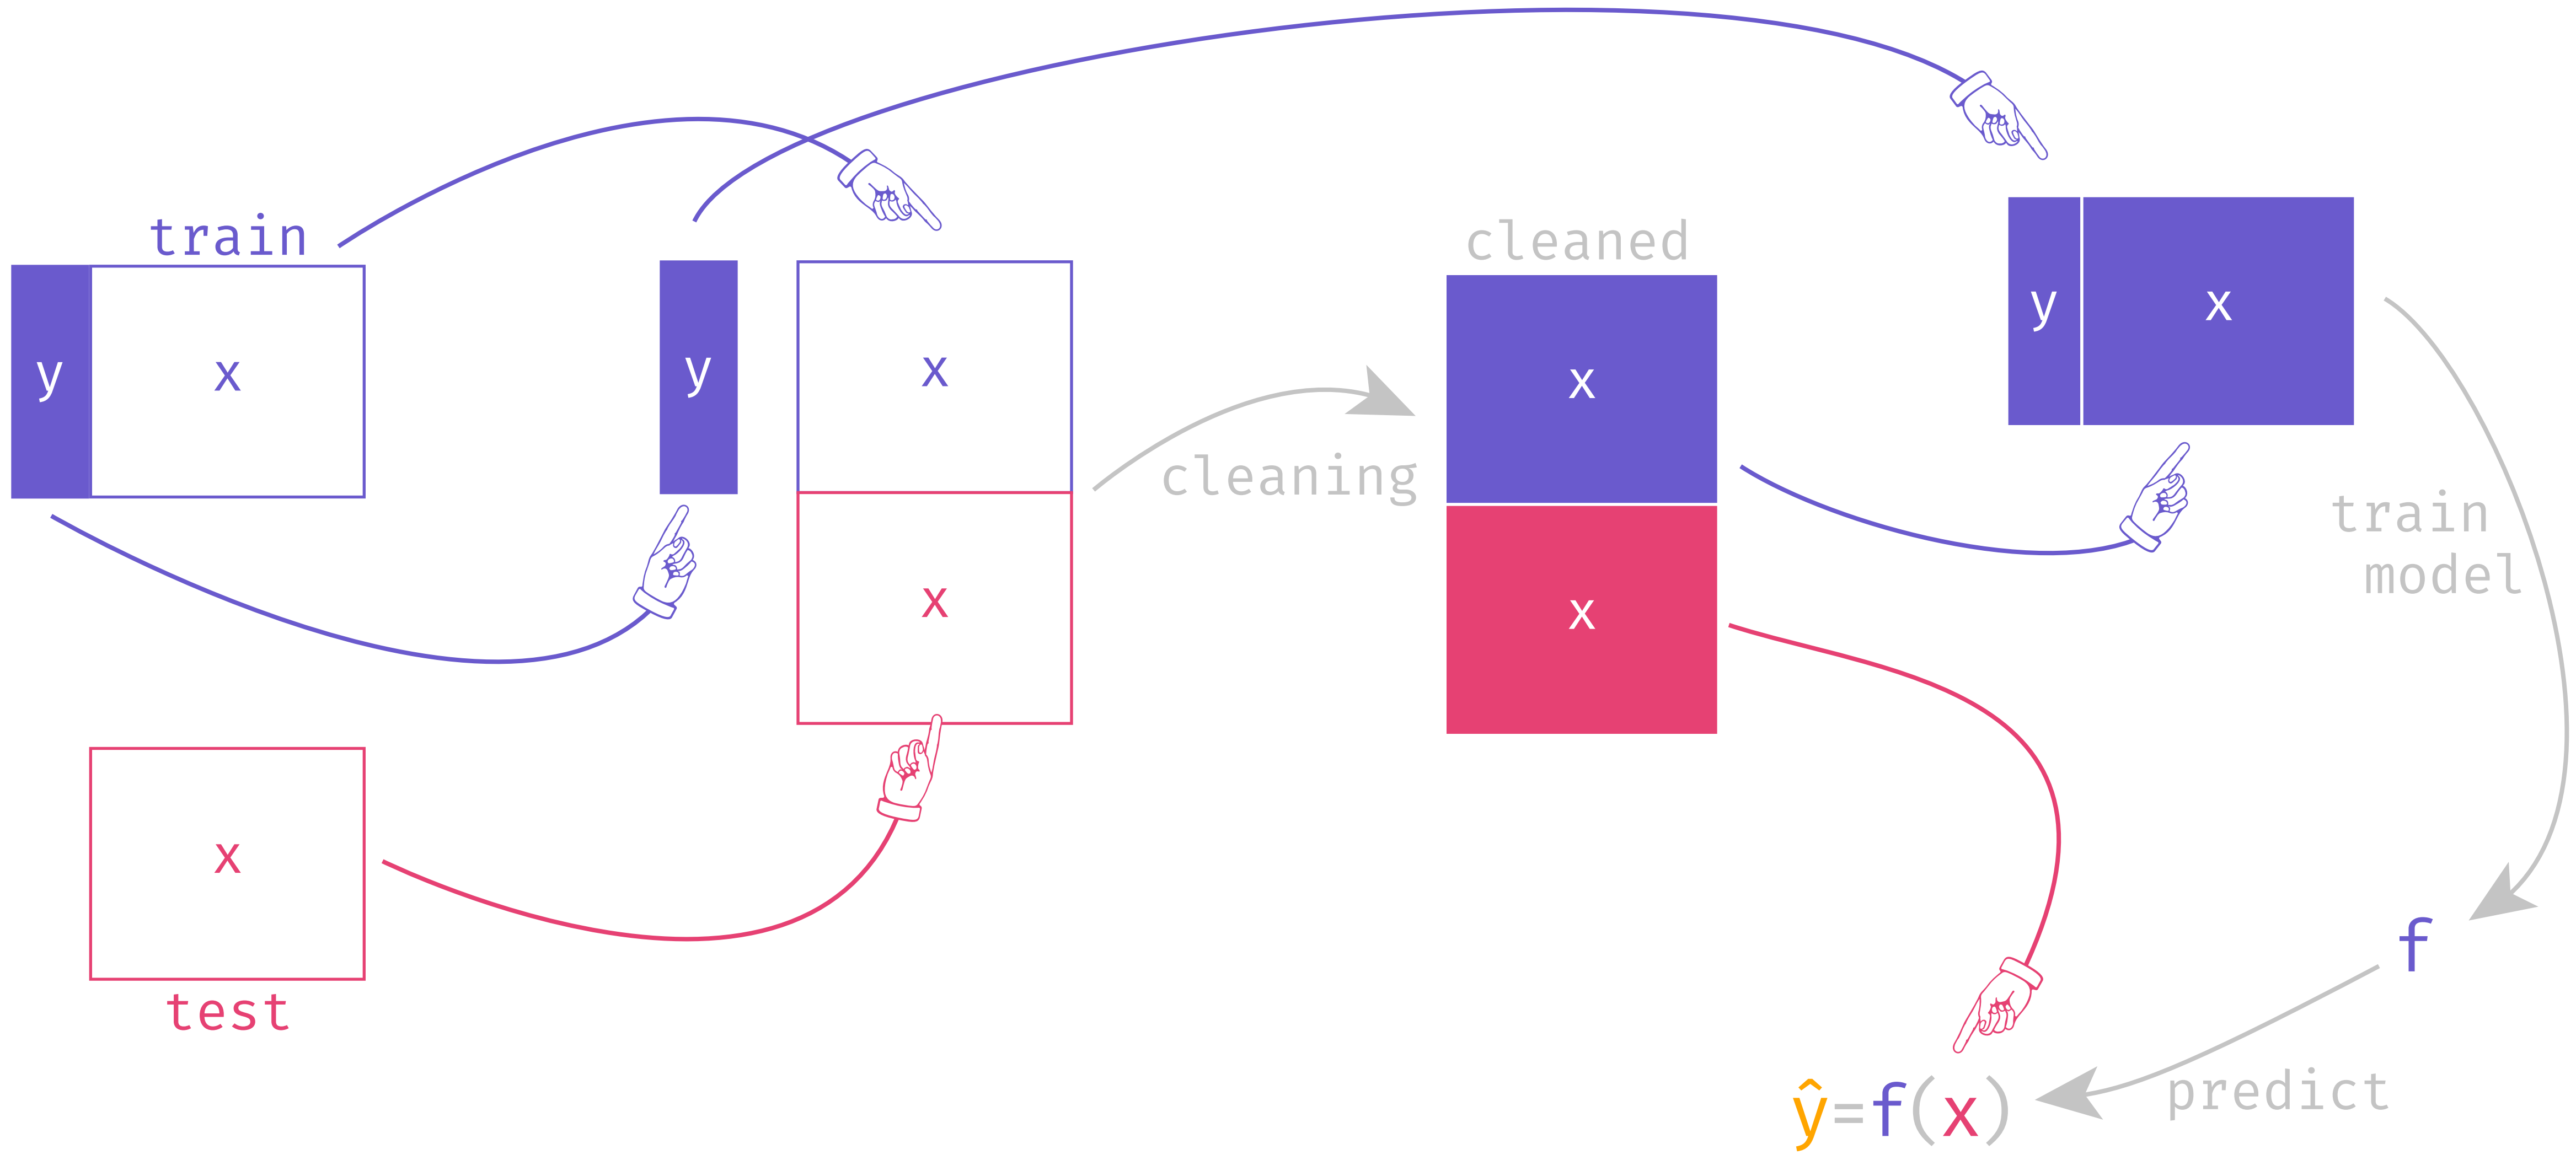 train
y x
y x
x
x
test
cleaning
cleaned
x
x
y x
train
model
f
predict
ŷ=f(x)